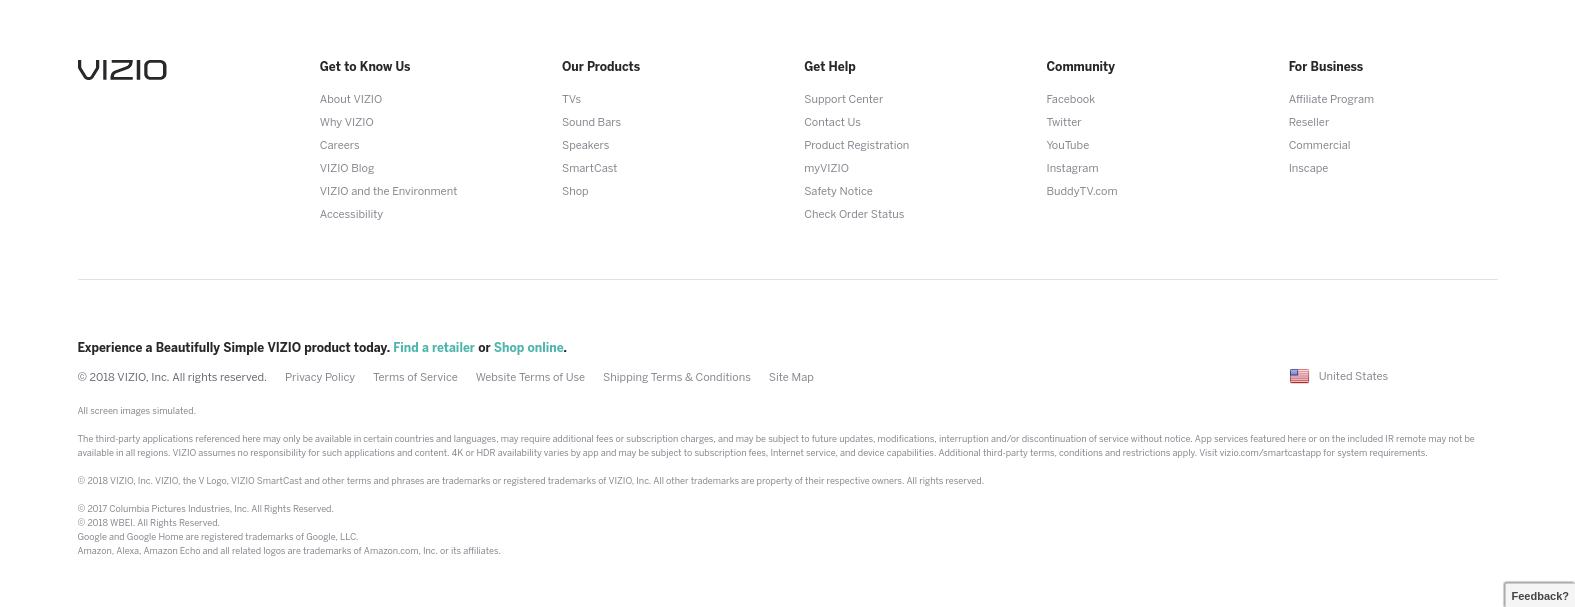 VIZIO
Get to Know Us
About VIZIO
Why VIZIO
Careers
VIZIO Blog
VIZIO and the Environment
Accessibility
Our Products
TVs
Sound Bars
Speakers
SmartCast
Shop
Get Help
Support Center
Contact Us
Product Registration
myVIZIO
Safety Notice
Check Order Status
Community
Facebook
Twitter
YouTube
Instagram
BuddyTV.com
For Business
Affiliate Program
Reseller
Commercial
Inscape
Experience a Beautifully Simple VIZIO product today. Find a retailer or Shop online.
© 2018 VIZIO, Inc. All rights reserved. Privacy Policy Terms of Service Website Terms of Use Shipping Terms & Conditions Site Map
United States
All screen images simulated.
The third-party applications referenced here may only be available in certain countries and languages, may require additional fees or subscription charges, and may be subject to future updates, modifications, interruption and/or discontinuation of service without notice. App services featured here or on the included IR remote may not be
available in all regions. VIZIO assumes no responsibility for such applications and content. 4K or HDR availability varies by app and may be subject to subscription fees, Internet service, and device capabilities. Additional third-party terms, conditions and restrictions apply. Visit vizio.com/smartcastapp for system requirements.
© 2018 VIZIO, Inc. VIZIO, the V Logo, VIZIO SmartCast and other terms and phrases are trademarks or registered trademarks of VIZIO, Inc. All other trademarks are property of their respective owners. All rights reserved.
© 2017 Columbia Pictures Industries, Inc. All Rights Reserved.
© 2018 WBEI. All Rights Reserved.
Google and Google Home are registered trademarks of Google, LLC.
Amazon, Alexa, Amazon Echo and all related logos are trademarks of Amazon.com, Inc. or its affiliates.
Feedback?